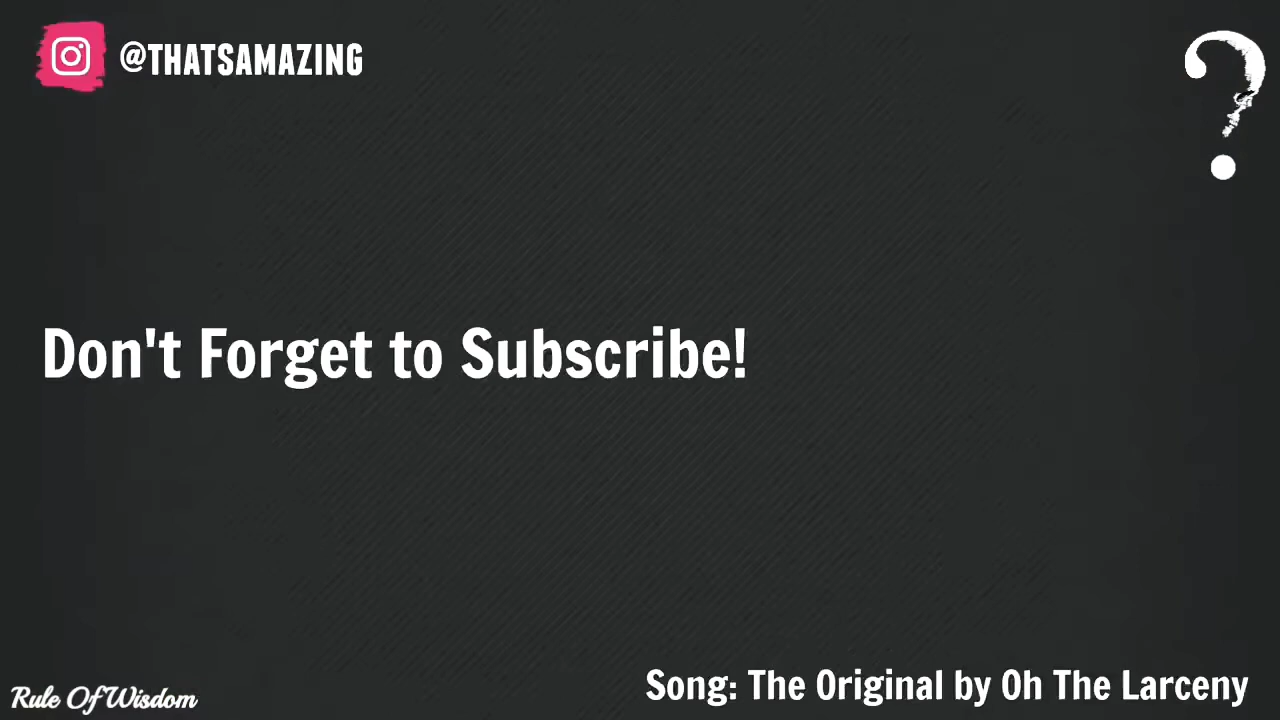 @THATSAMAZING
?
Don't Forget to Subscribe!
Song: The Original by Oh The Larceny
Rule Of Wisdom